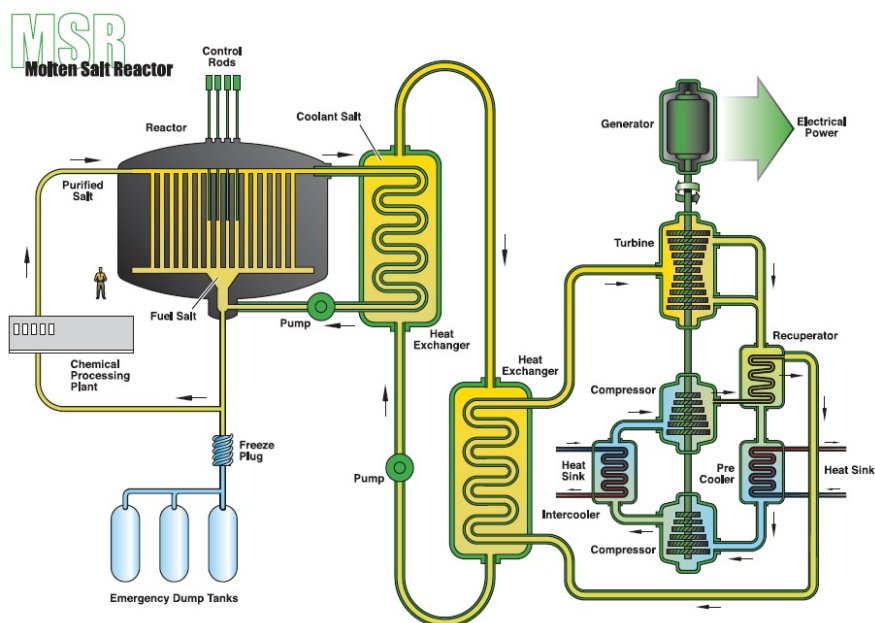 MSR
Molten Salt Reactor
Control
Rods
Reactor
Coolant Salt
Purified
Salt
Fuel Salt
Pump
Heat
Exchanger
Chemical
Processing
Plant
Freeze
Plug
Emergency Dump Tanks
Pump
Heat
Exchanger
Generator
Electrical
Power
Turbine
Recuperator
Compressor
Heat
Sink
Intercooler
Pre
Cooler
Heat Sink
Compressor